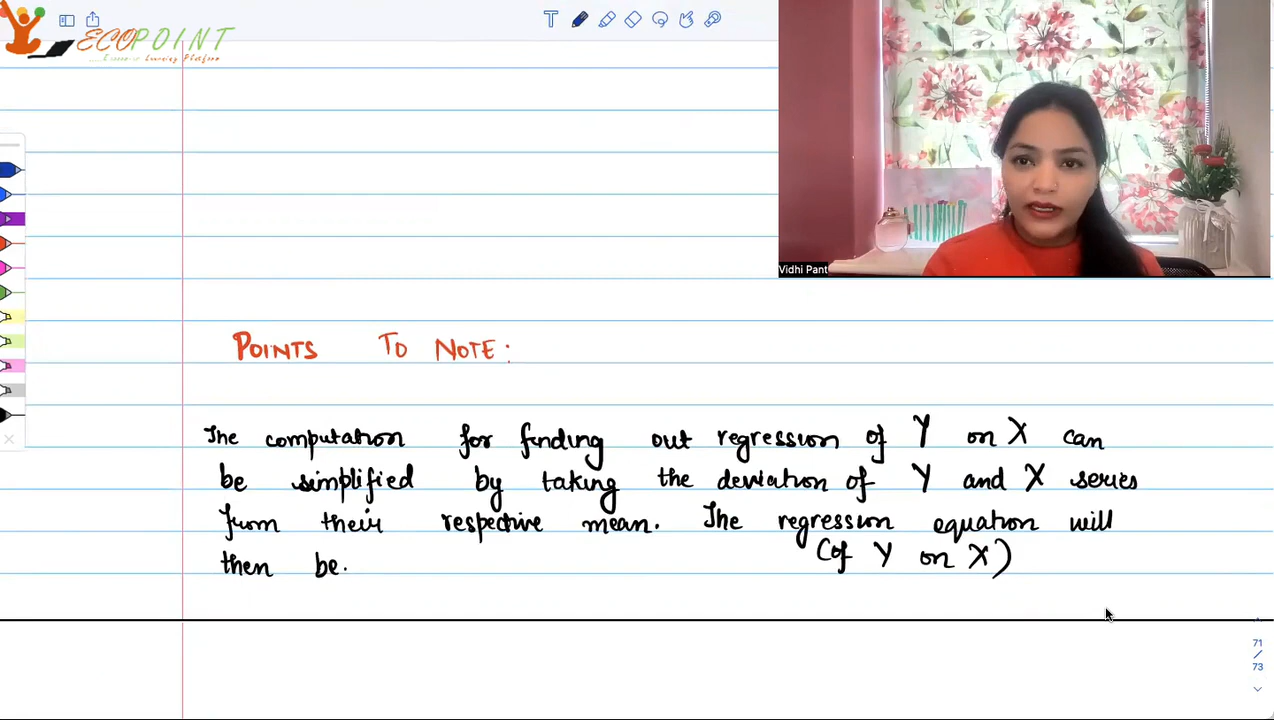 ECOPOINT
Vidhi Pant
POINTS TO NOTE:
The computation for finding out regression of Y on X can
be simplified by taking the deviation of Y and X series
from their respective mean. The regression equation will
(of Y on X)
then be.
71
/
73